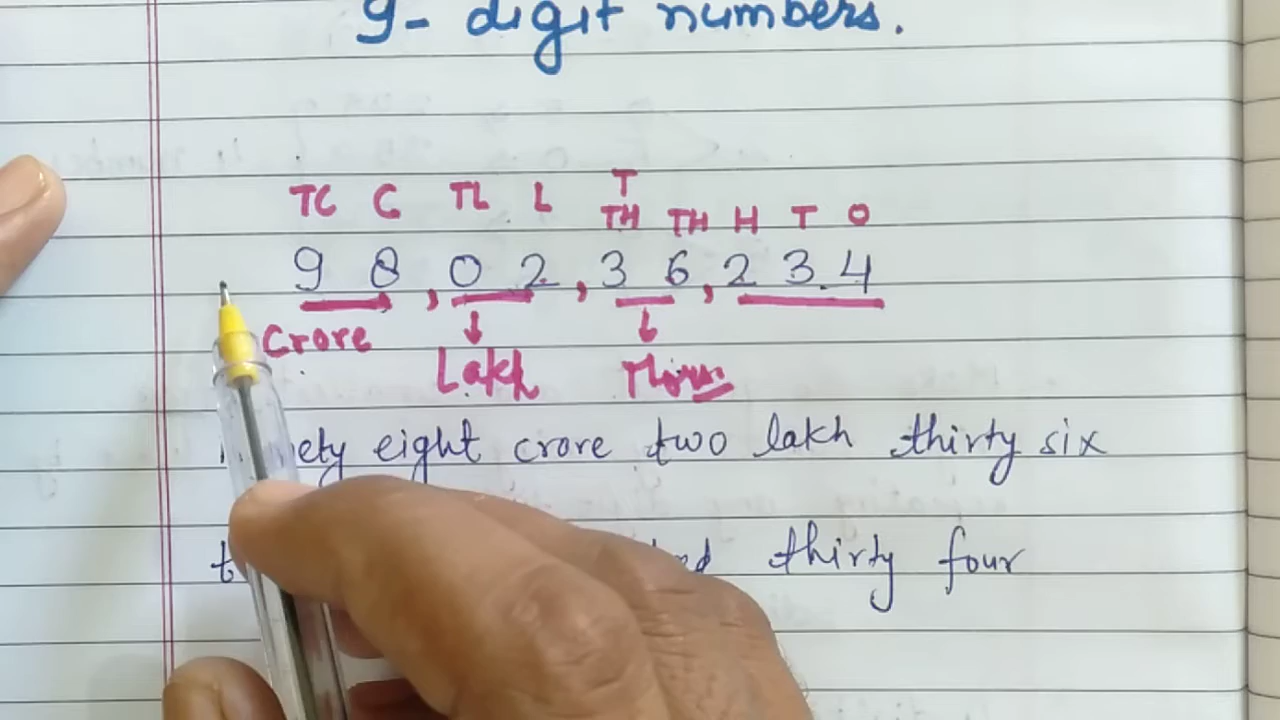 9- digit numbers.
TC C TL L T TH TH H T O
9 8 , 0 2 , 3 6 , 2 3 4
Crore Lakh Thous.
eight crore two lakh thirty six
thirty four